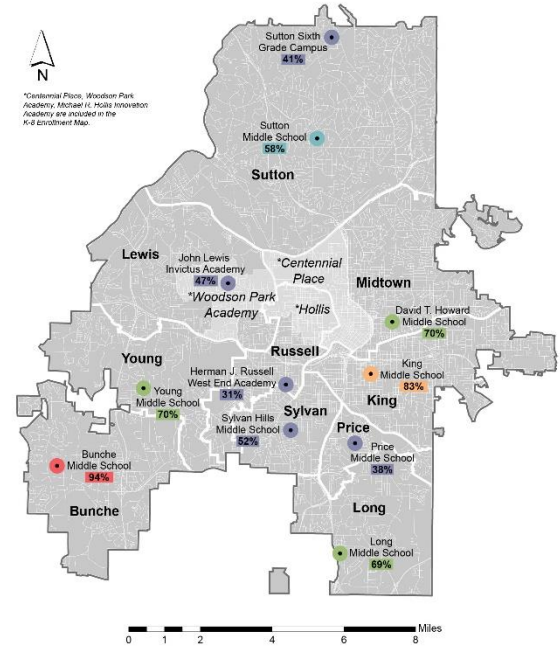 Sutton Sixth
Grade Campus
41%
N
*Centennial Place, Woodson Park
Academy, Michael R. Hollis Innovation
Academy are included in the
K-8 Enrollment Map.
Sutton
Middle School
58%
Sutton
Lewis
John Lewis
Invictus Academy
47%
*Woodson Park
Academy
*Centennial
Place
*Hollis
Midtown
David T. Howard
Middle School
70%
Russell
Young
Young
Middle School
70%
Herman J. Russell
West End Academy
31%
King
Middle School
83%
King
Sylvan Hills
Middle School
52%
Sylvan
Price
Price
Middle School
38%
Bunche
Middle School
94%
Bunche
Long
Long
Middle School
69%
0 1 2 4 6 8 Miles